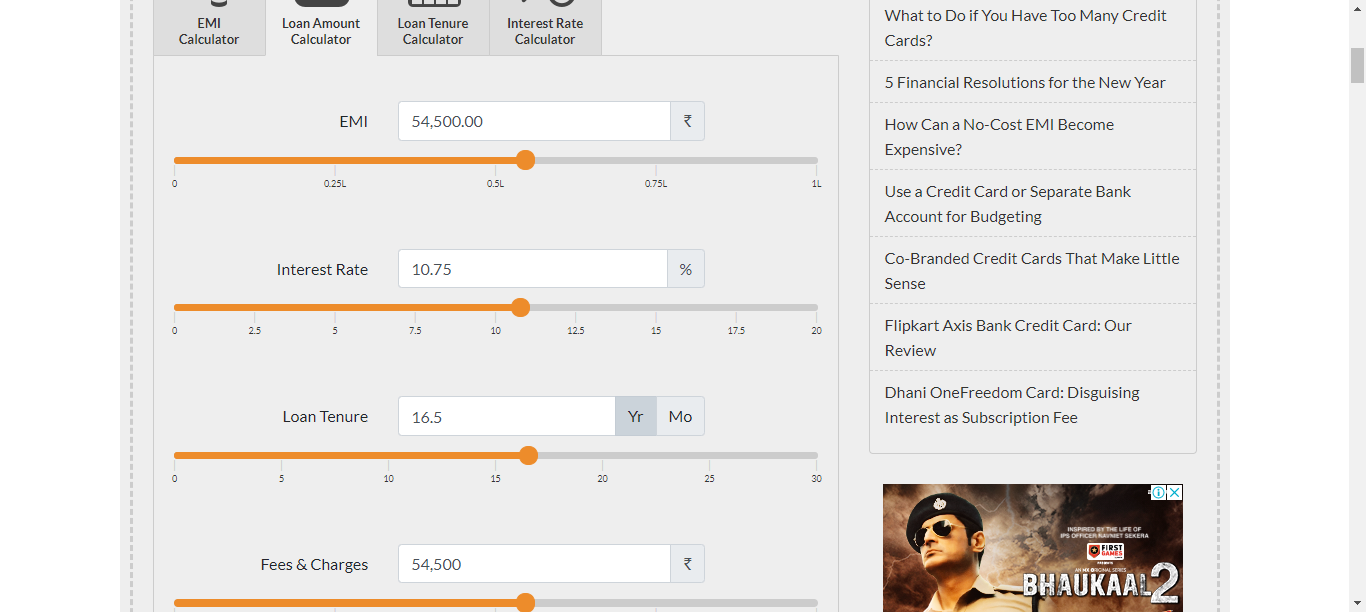 EMI
Calculator
Loan Amount
Calculator
Loan Tenure
Calculator
Interest Rate
Calculator
EMI
54,500.00
₹
0
0.25L
0.5L
0.75L
1L
Interest Rate
10.75
%
0
2.5
5
7.5
10
12.5
15
17.5
20
Loan Tenure
16.5
Yr
Mo
0
5
10
15
20
25
30
Fees & Charges
54,500
₹
What to Do if You Have Too Many Credit
Cards?
5 Financial Resolutions for the New Year
How Can a No-Cost EMI Become
Expensive?
Use a Credit Card or Separate Bank
Account for Budgeting
Co-Branded Credit Cards That Make Little
Sense
Flipkart Axis Bank Credit Card: Our
Review
Dhani OneFreedom Card: Disguising
Interest as Subscription Fee
INSPIRED BY THE LIFE OF
IPS OFFICER NAVNIET SEKERA
FIRST
GAMES
PRESENTS
AN MX ORIGINAL SERIES
BHAUKAAL 2